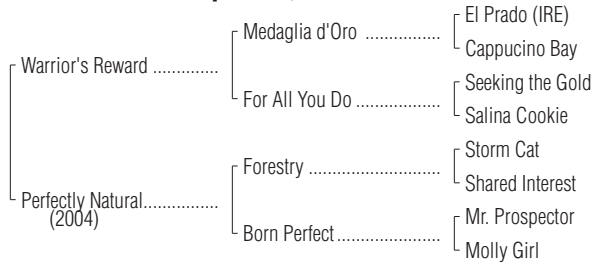 El Prado (IRE)
Medaglia d'Oro ..................
Cappucino Bay
Warrior's Reward ..............
Seeking the Gold
For All You Do ....................
Salina Cookie
Storm Cat
Forestry ..............................
Shared Interest
Perfectly Natural................
(2004)
Mr. Prospector
Born Perfect........................
Molly Girl